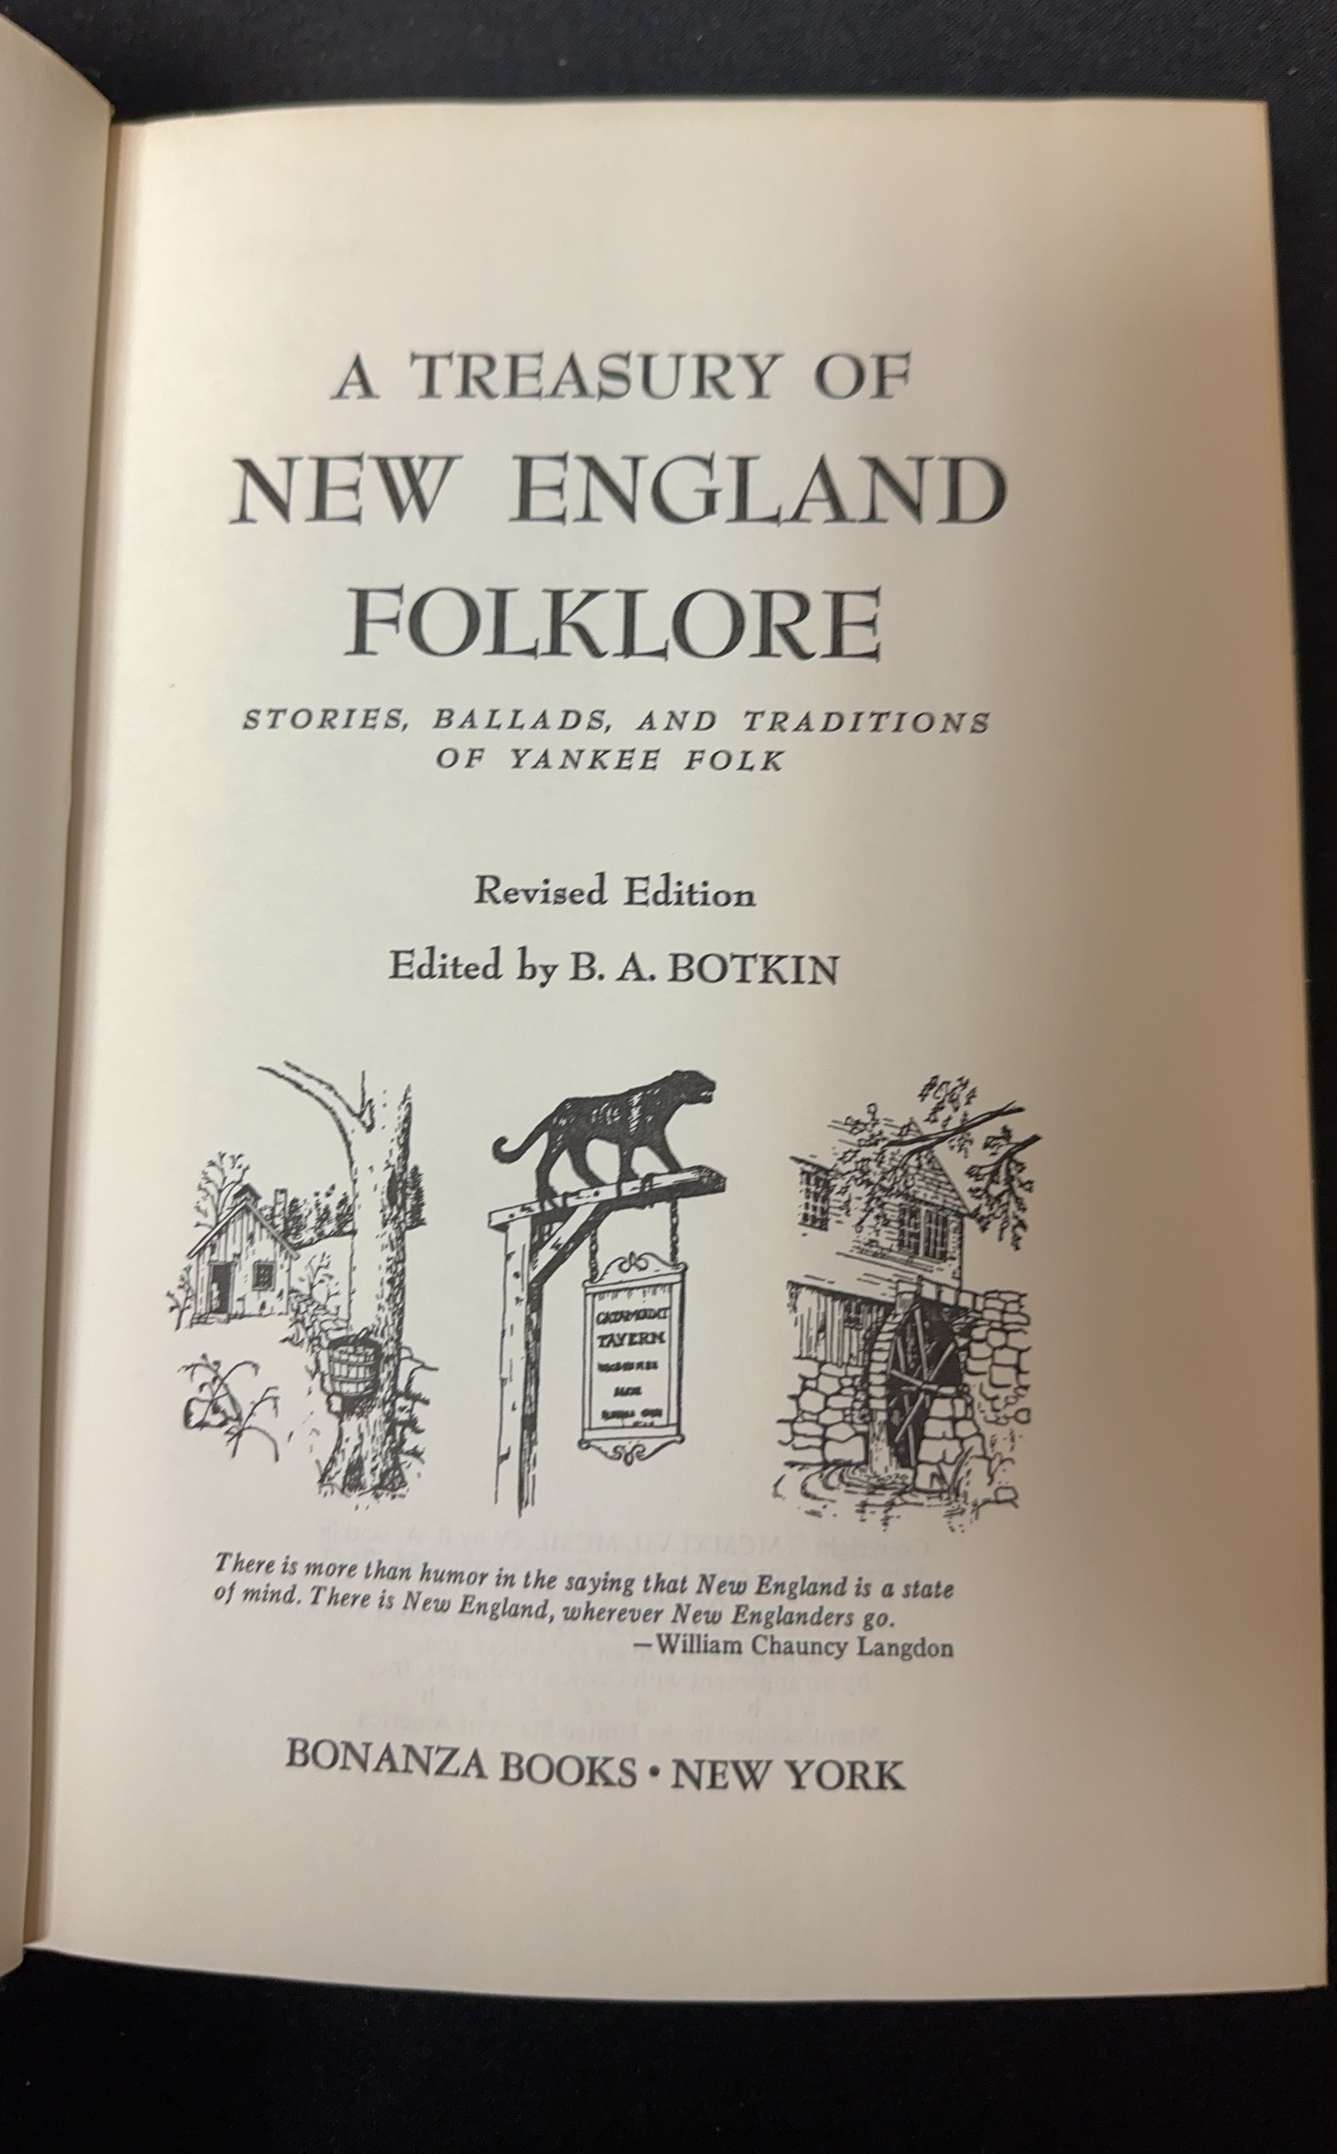 A TREASURY OF
NEW ENGLAND
FOLKLORE
STORIES, BALLADS, AND TRADITIONS
OF YANKEE FOLK
Revised Edition
Edited by B. A. BOTKIN
CATAMOUNT
TAVERN
There is more than humor in the saying that New England is a state
of mind. There is New England, wherever New Englanders go.
—William Chauncy Langdon
BONANZA BOOKS • NEW YORK